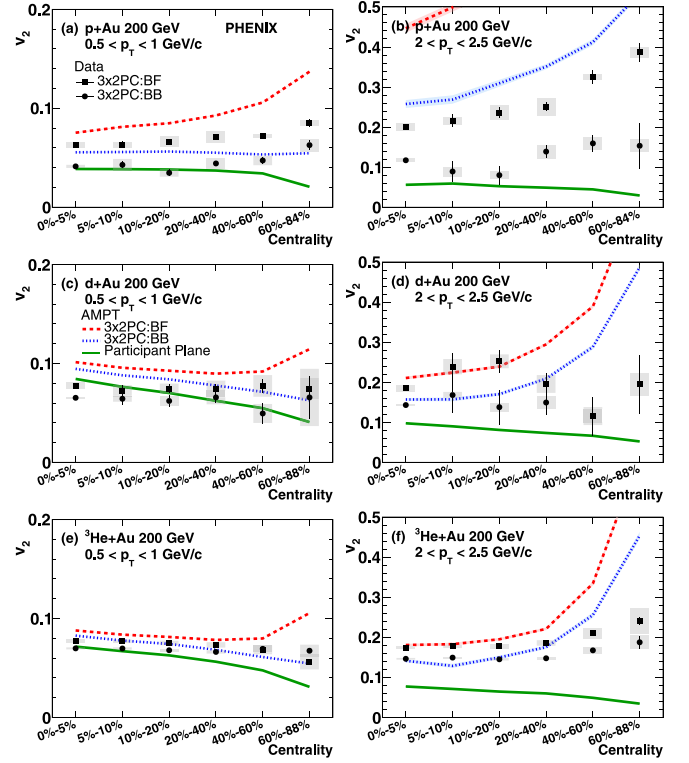 (a) p+Au 200 GeV PHENIX
0.5 < p_T < 1 GeV/c
Data
3x2PC:BF
3x2PC:BB
v_2
0.2
0.1
0
0%-5%
5%-10%
10%-20%
20%-40%
40%-60%
60%-84%
Centrality
(b) p+Au 200 GeV
2 < p_T < 2.5 GeV/c
v_2
0.5
0.4
0.3
0.2
0.1
0
0%-5%
5%-10%
10%-20%
20%-40%
40%-60%
60%-84%
Centrality
(c) d+Au 200 GeV
0.5 < p_T < 1 GeV/c
AMPT
3x2PC:BF
3x2PC:BB
Participant Plane
v_2
0.2
0.1
0
0%-5%
5%-10%
10%-20%
20%-40%
40%-60%
60%-88%
Centrality
(d) d+Au 200 GeV
2 < p_T < 2.5 GeV/c
v_2
0.5
0.4
0.3
0.2
0.1
0
0%-5%
5%-10%
10%-20%
20%-40%
40%-60%
60%-88%
Centrality
(e) ³He+Au 200 GeV
0.5 < p_T < 1 GeV/c
v_2
0.2
0.1
0
0%-5%
5%-10%
10%-20%
20%-40%
40%-60%
60%-88%
Centrality
(f) ³He+Au 200 GeV
2 < p_T < 2.5 GeV/c
v_2
0.5
0.4
0.3
0.2
0.1
0
0%-5%
5%-10%
10%-20%
20%-40%
40%-60%
60%-88%
Centrality